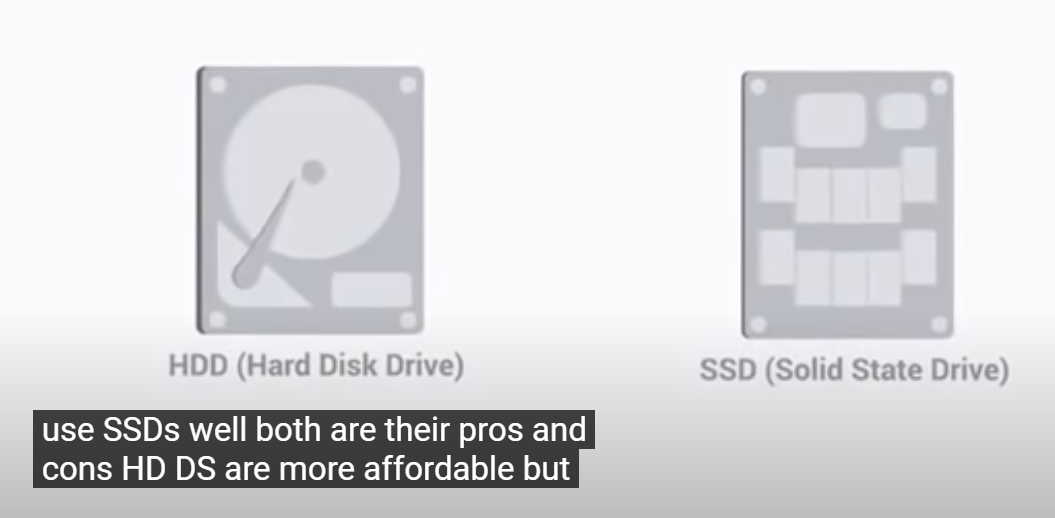 HDD (Hard Disk Drive)
SSD (Solid State Drive)
use SSDs well both are their pros and
cons HD DS are more affordable but